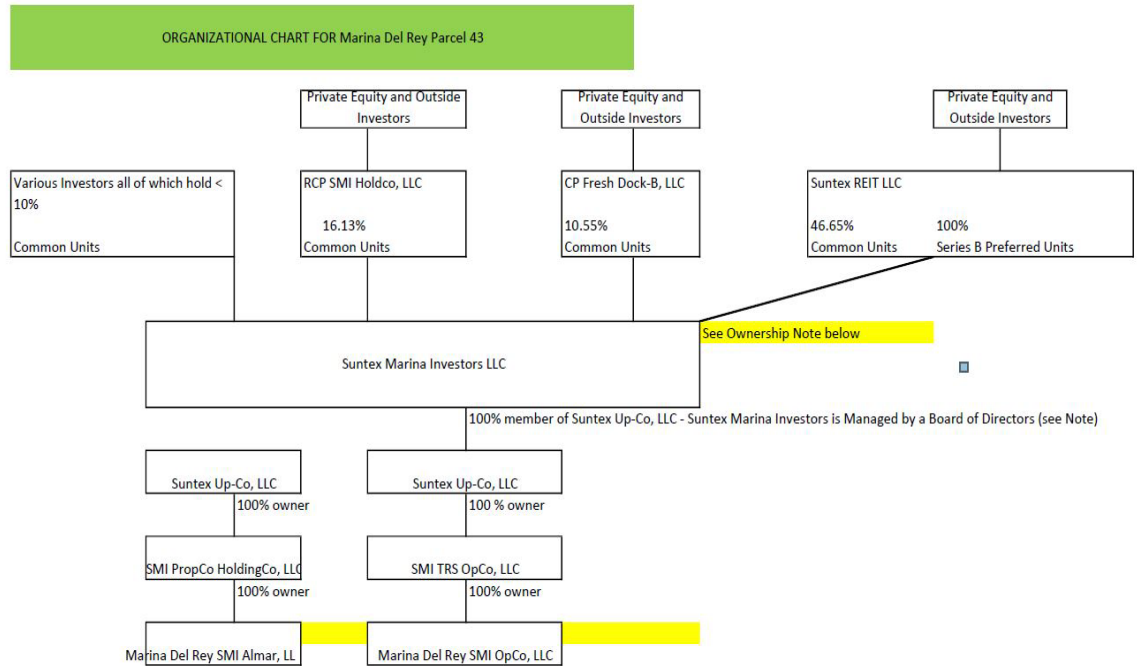 ORGANIZATIONAL CHART FOR Marina Del Rey Parcel 43
Private Equity and Outside
Investors
Private Equity and
Outside Investors
Private Equity and
Outside Investors
Various Investors all of which hold <
10%
Common Units
RCP SMI Holdco, LLC
16.13%
Common Units
CP Fresh Dock-B, LLC
10.55%
Common Units
Suntex REIT LLC
46.65% 100%
Common Units Series B Preferred Units
See Ownership Note below
Suntex Marina Investors LLC
100% member of Suntex Up-Co, LLC - Suntex Marina Investors is Managed by a Board of Directors (see Note)
Suntex Up-Co, LLC
Suntex Up-Co, LLC
100% owner
100 % owner
SMI PropCo HoldingCo, LLC
SMI TRS OpCo, LLC
100% owner
100% owner
Marina Del Rey SMI Almar, LL
Marina Del Rey SMI OpCo, LLC